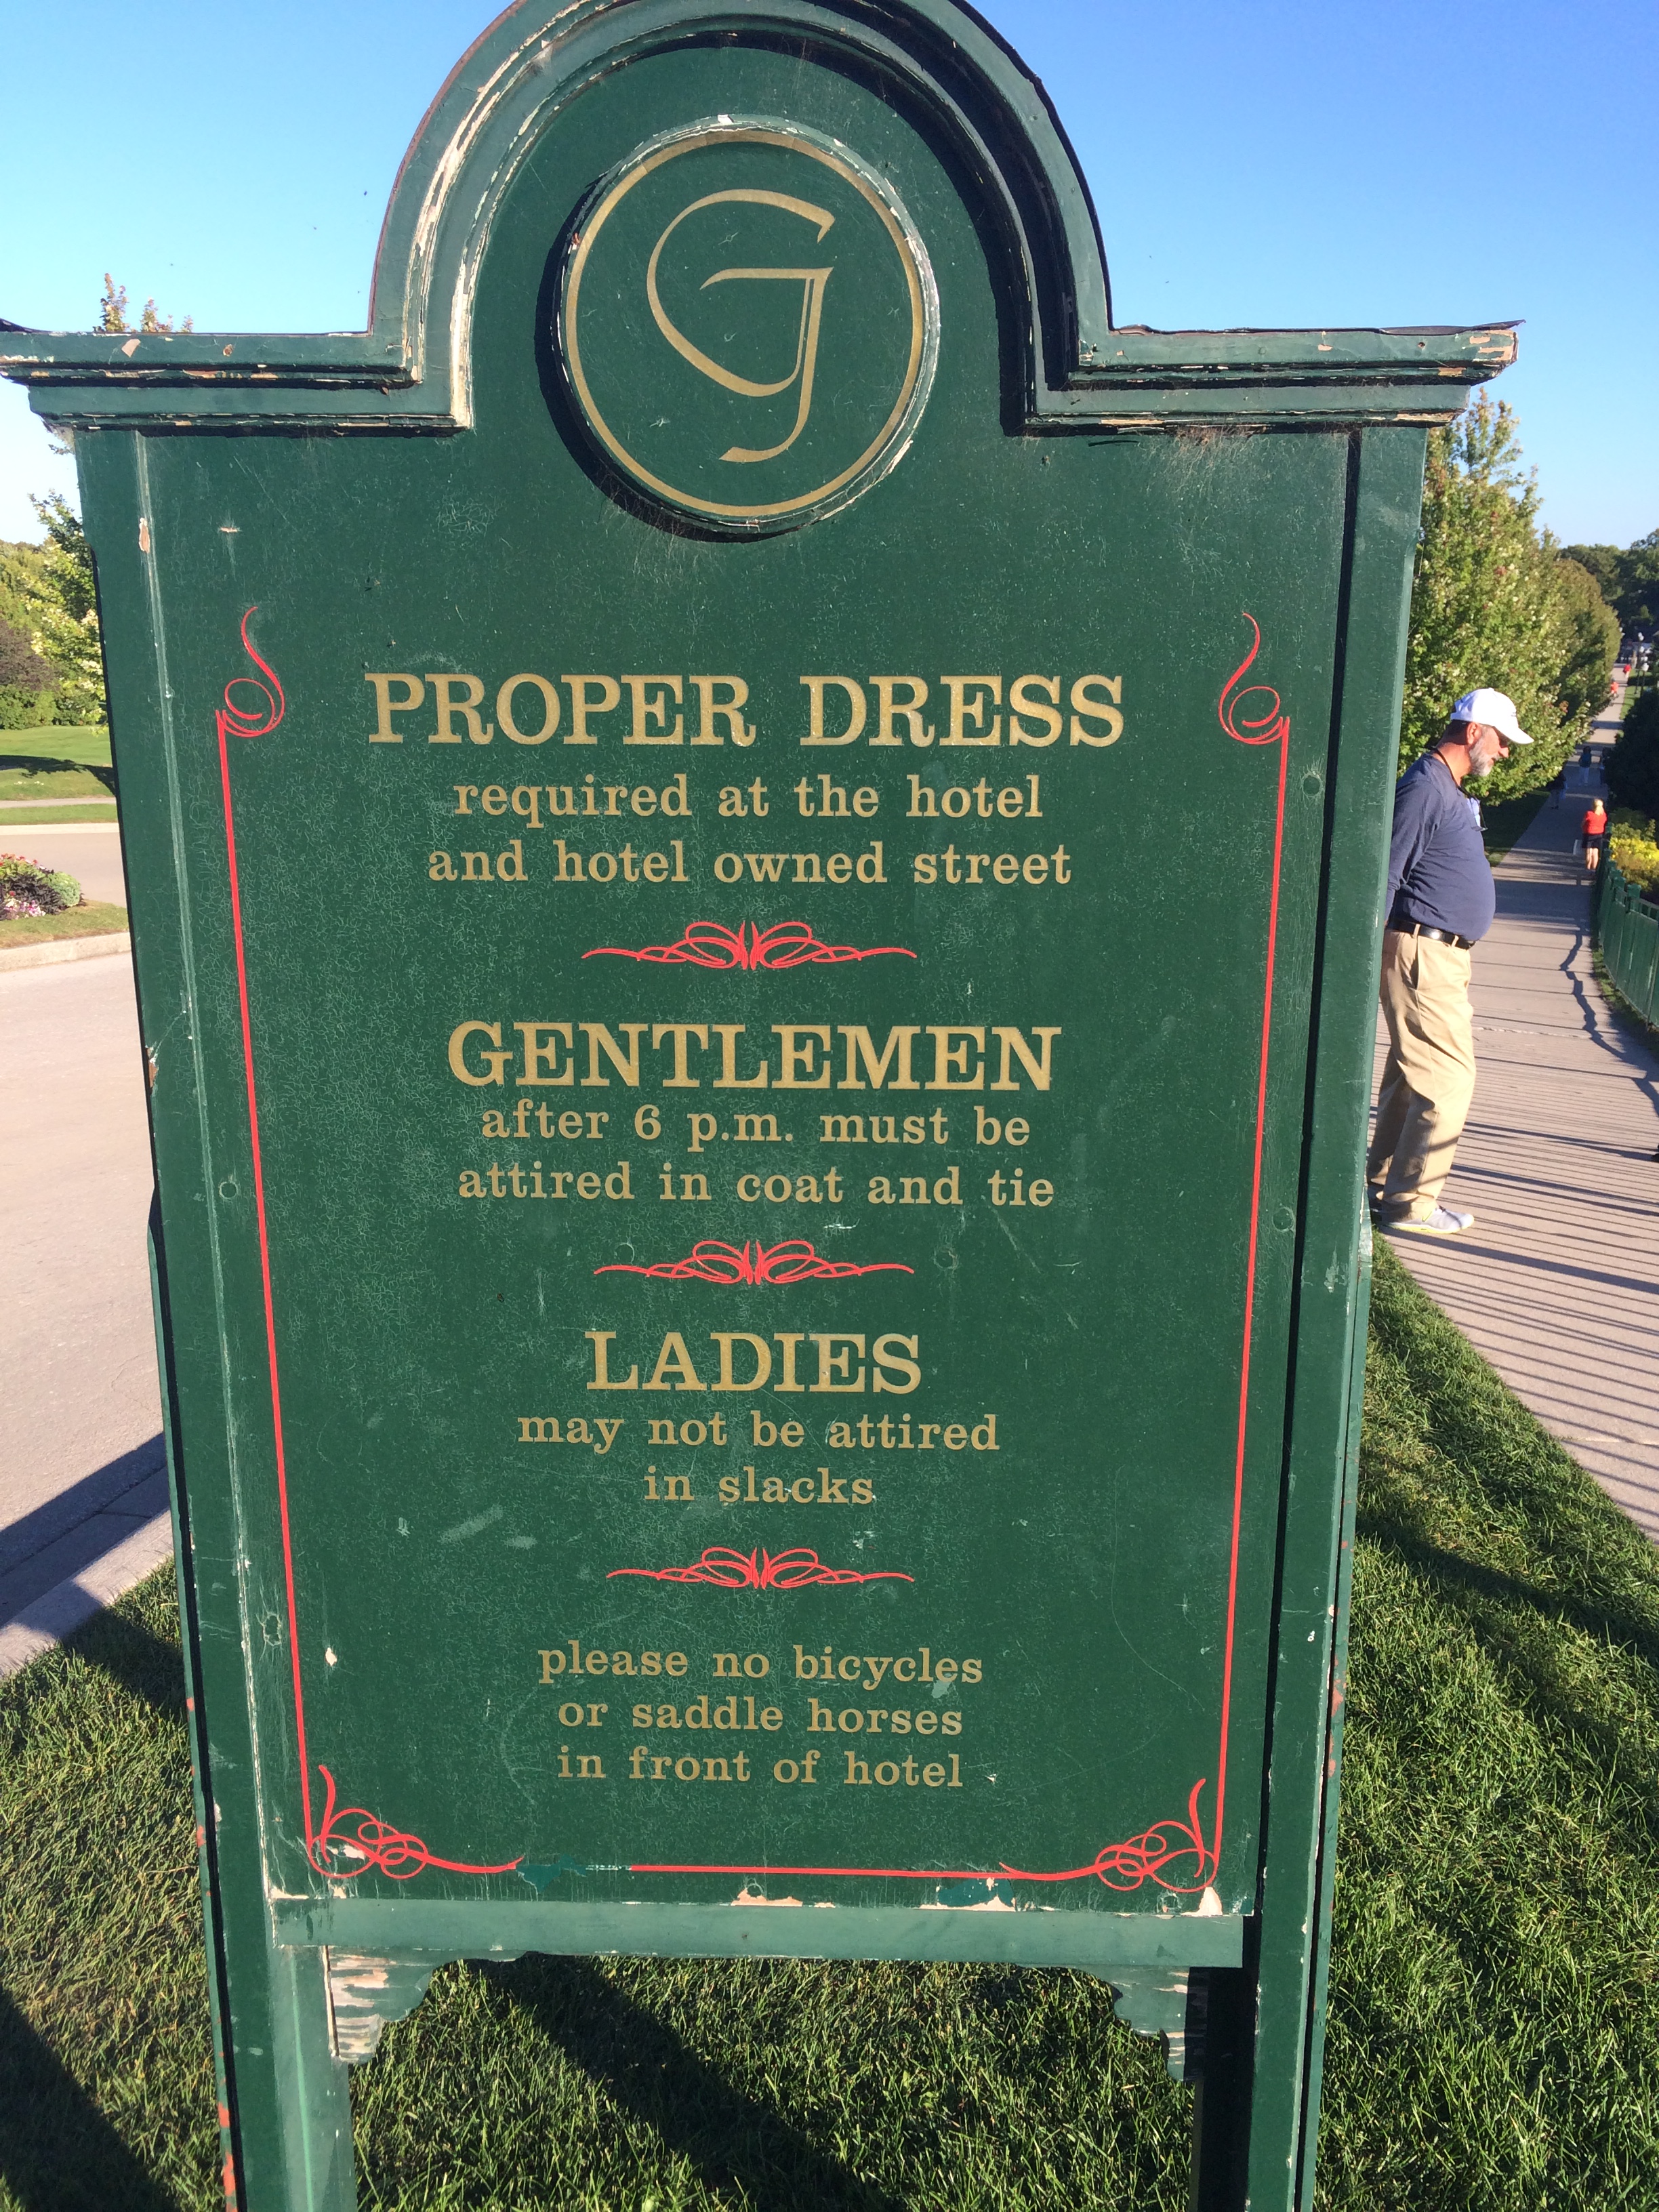 G
PROPER DRESS
required at the hotel
and hotel owned street
GENTLEMEN
after 6 p.m. must be
attired in coat and tie
LADIES
may not be attired
in slacks
please no bicycles
or saddle horses
in front of hotel